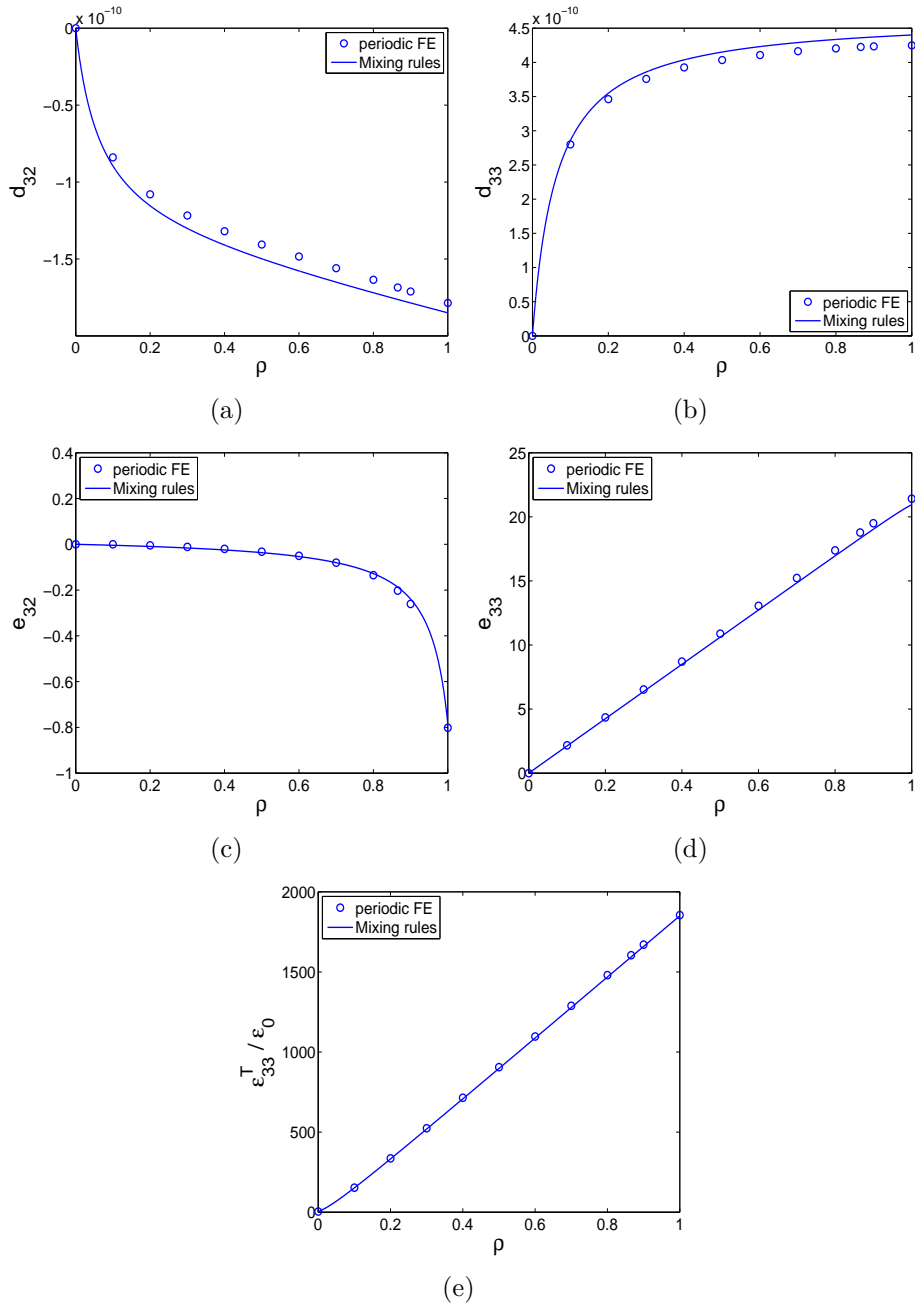 x 10⁻¹⁰
0
−0.5
−1
−1.5
d32
periodic FE
Mixing rules
0 0.2 0.4 0.6 0.8 1
ρ
(a)
x 10⁻¹⁰
4.5
4
3.5
3
2.5
2
1.5
1
0.5
0
d33
periodic FE
Mixing rules
0 0.2 0.4 0.6 0.8 1
ρ
(b)
0.4
0.2
0
−0.2
−0.4
−0.6
−0.8
−1
e32
periodic FE
Mixing rules
0 0.2 0.4 0.6 0.8 1
ρ
(c)
25
20
15
10
5
0
e33
periodic FE
Mixing rules
0 0.2 0.4 0.6 0.8 1
ρ
(d)
2000
1500
1000
500
0
ε33^T / ε0
periodic FE
Mixing rules
0 0.2 0.4 0.6 0.8 1
ρ
(e)